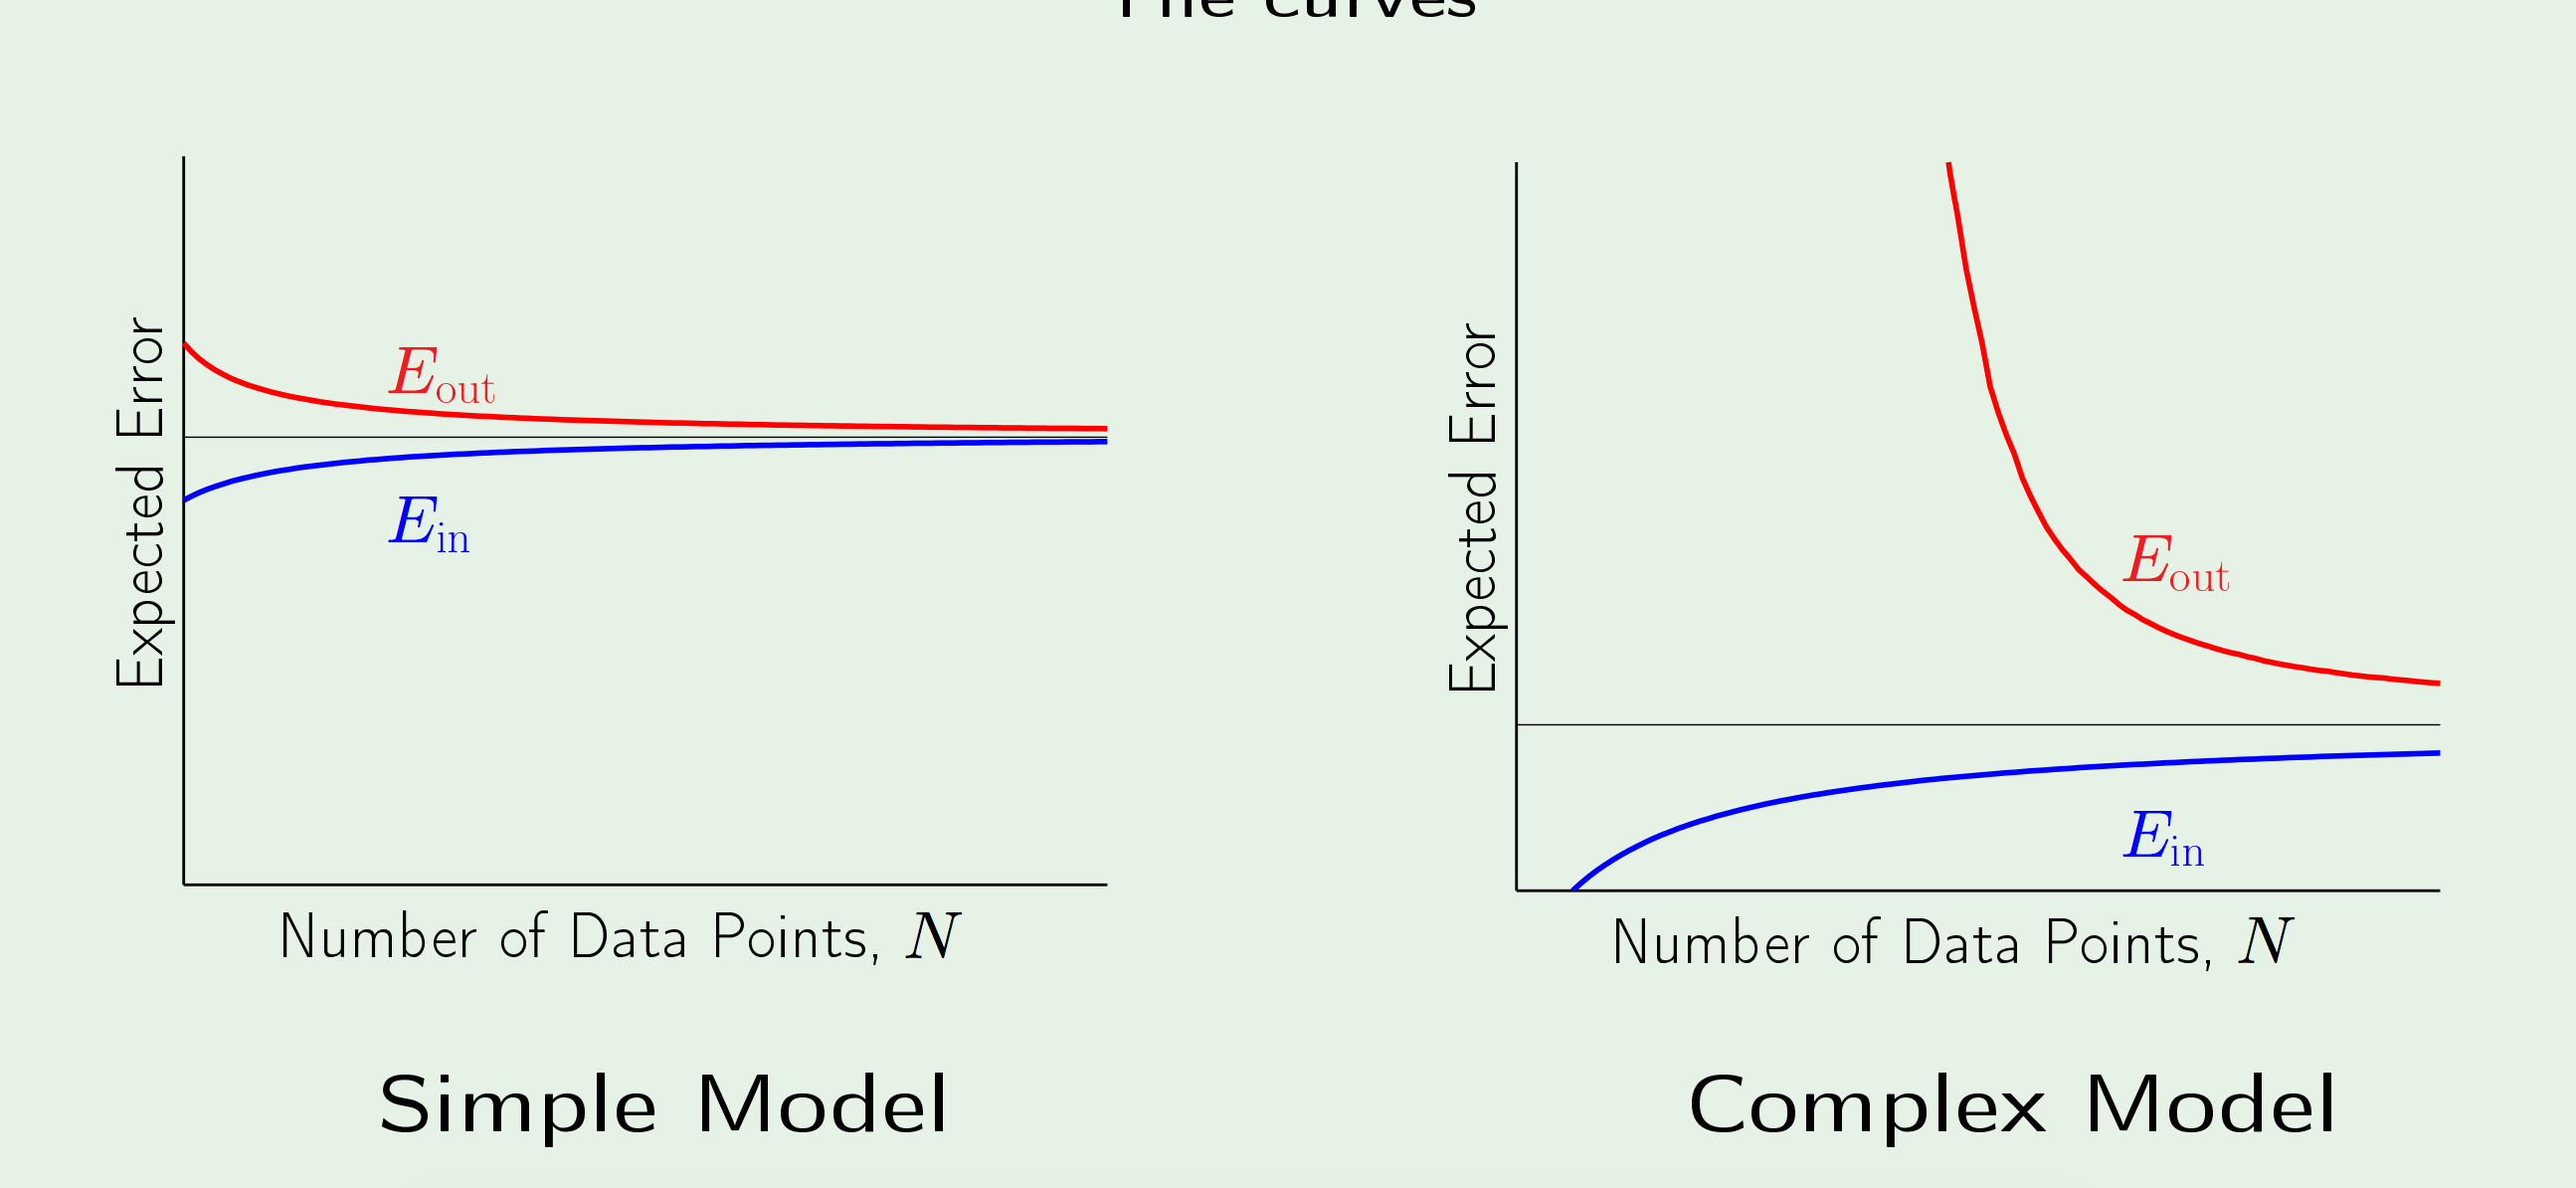 curves
Expected Error
E_out
E_in
Number of Data Points, N
Simple Model
Expected Error
E_out
E_in
Number of Data Points, N
Complex Model